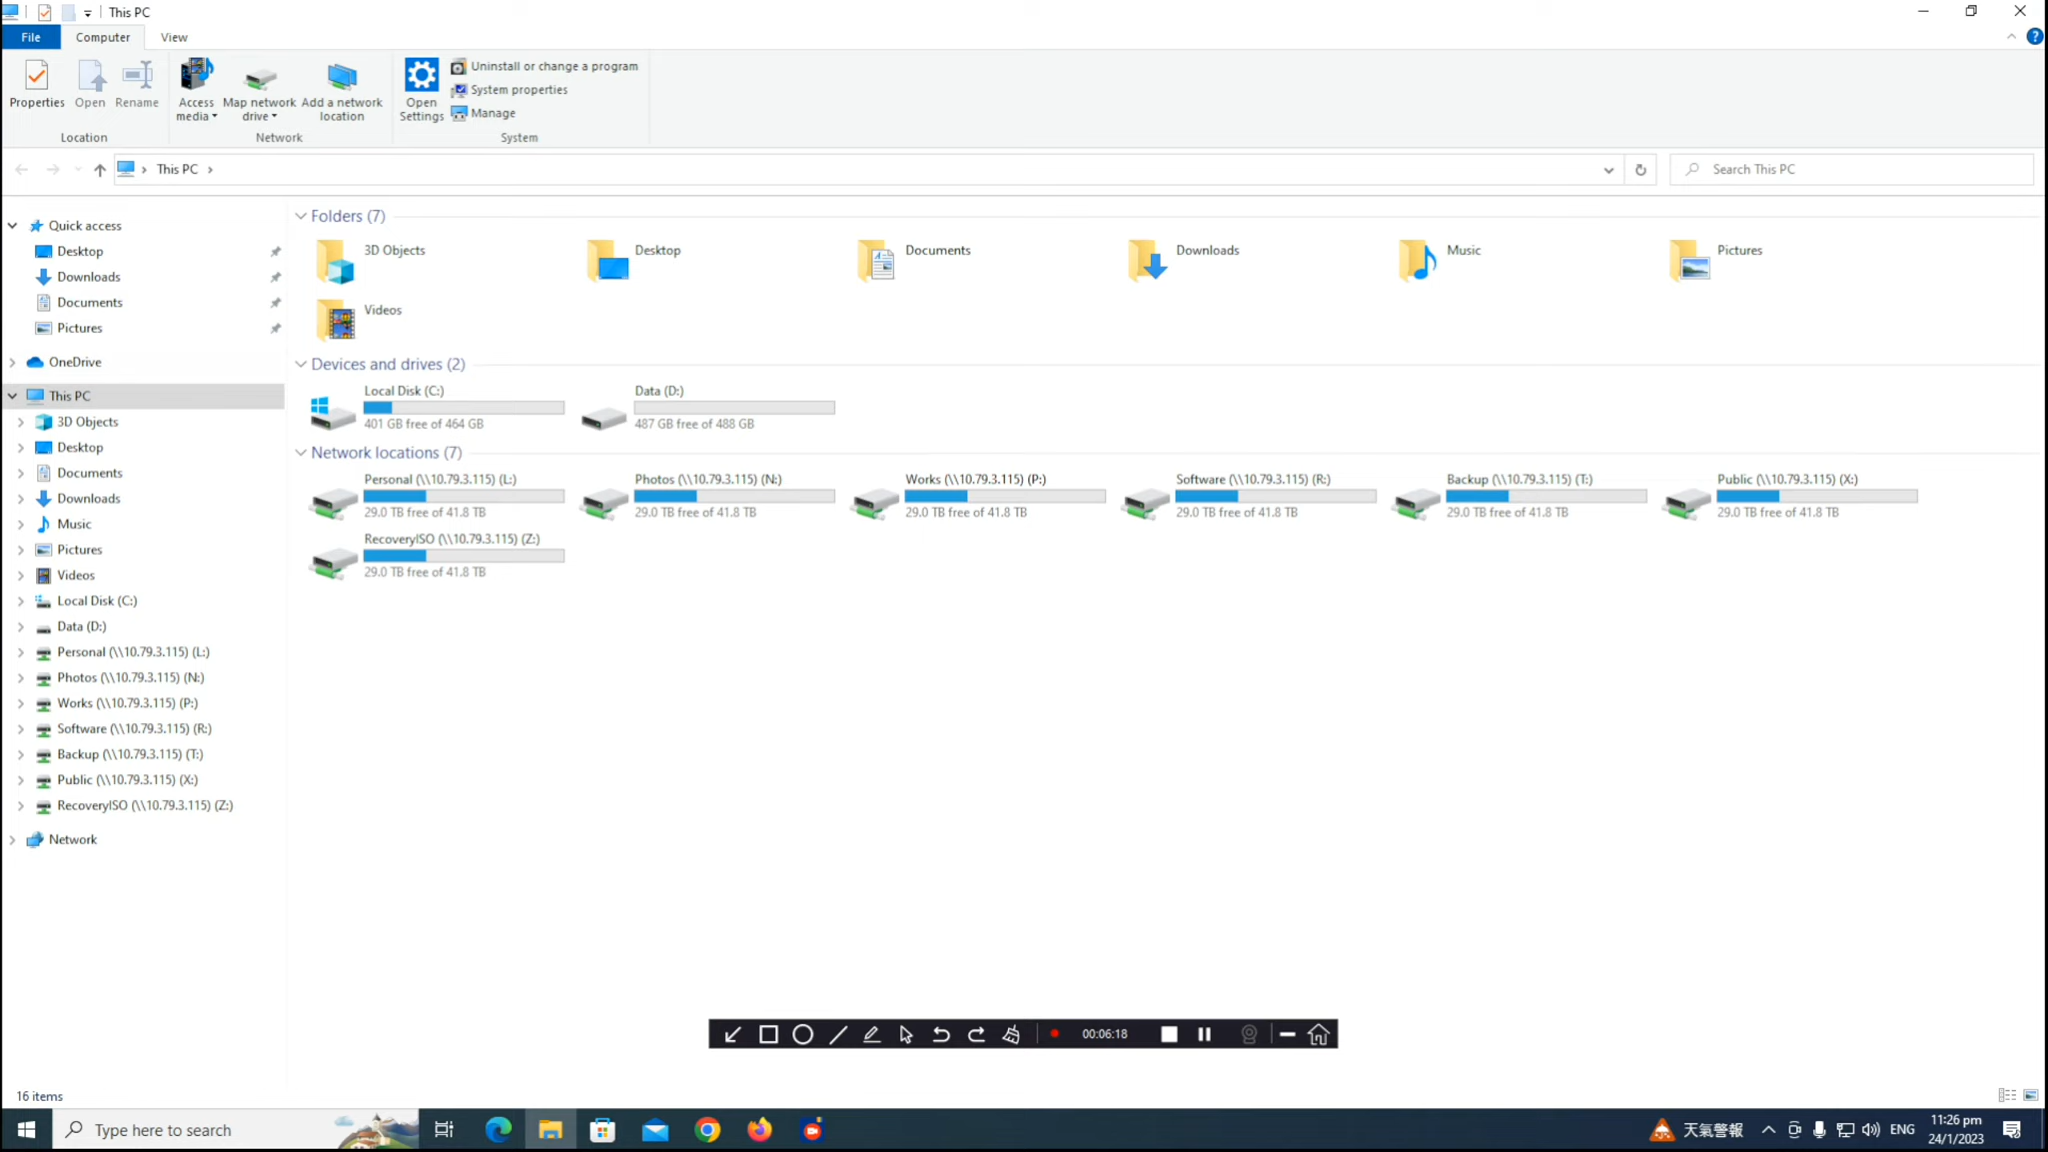 This PC
File
Computer
View
Properties
Open
Rename
Access media
Map network drive
Add a network location
Open Settings
Uninstall or change a program
System properties
Manage
Location
Network
System
This PC
Search This PC
Quick access
Desktop
Downloads
Documents
Pictures
OneDrive
This PC
3D Objects
Desktop
Documents
Downloads
Music
Pictures
Videos
Local Disk (C:)
Data (D:)
Personal (\\10.79.3.115) (L:)
Photos (\\10.79.3.115) (N:)
Works (\\10.79.3.115) (P:)
Software (\\10.79.3.115) (R:)
Backup (\\10.79.3.115) (T:)
Public (\\10.79.3.115) (X:)
RecoveryISO (\\10.79.3.115) (Z:)
Network
Folders (7)
3D Objects
Desktop
Documents
Downloads
Music
Pictures
Videos
Devices and drives (2)
Local Disk (C:)
401 GB free of 464 GB
Data (D:)
487 GB free of 488 GB
Network locations (7)
Personal (\\10.79.3.115) (L:)
29.0 TB free of 41.8 TB
Photos (\\10.79.3.115) (N:)
29.0 TB free of 41.8 TB
Works (\\10.79.3.115) (P:)
29.0 TB free of 41.8 TB
Software (\\10.79.3.115) (R:)
29.0 TB free of 41.8 TB
Backup (\\10.79.3.115) (T:)
29.0 TB free of 41.8 TB
Public (\\10.79.3.115) (X:)
29.0 TB free of 41.8 TB
RecoveryISO (\\10.79.3.115) (Z:)
29.0 TB free of 41.8 TB
00:06:18
16 items
Type here to search
天氣警報
ENG
11:26 pm
24/1/2023